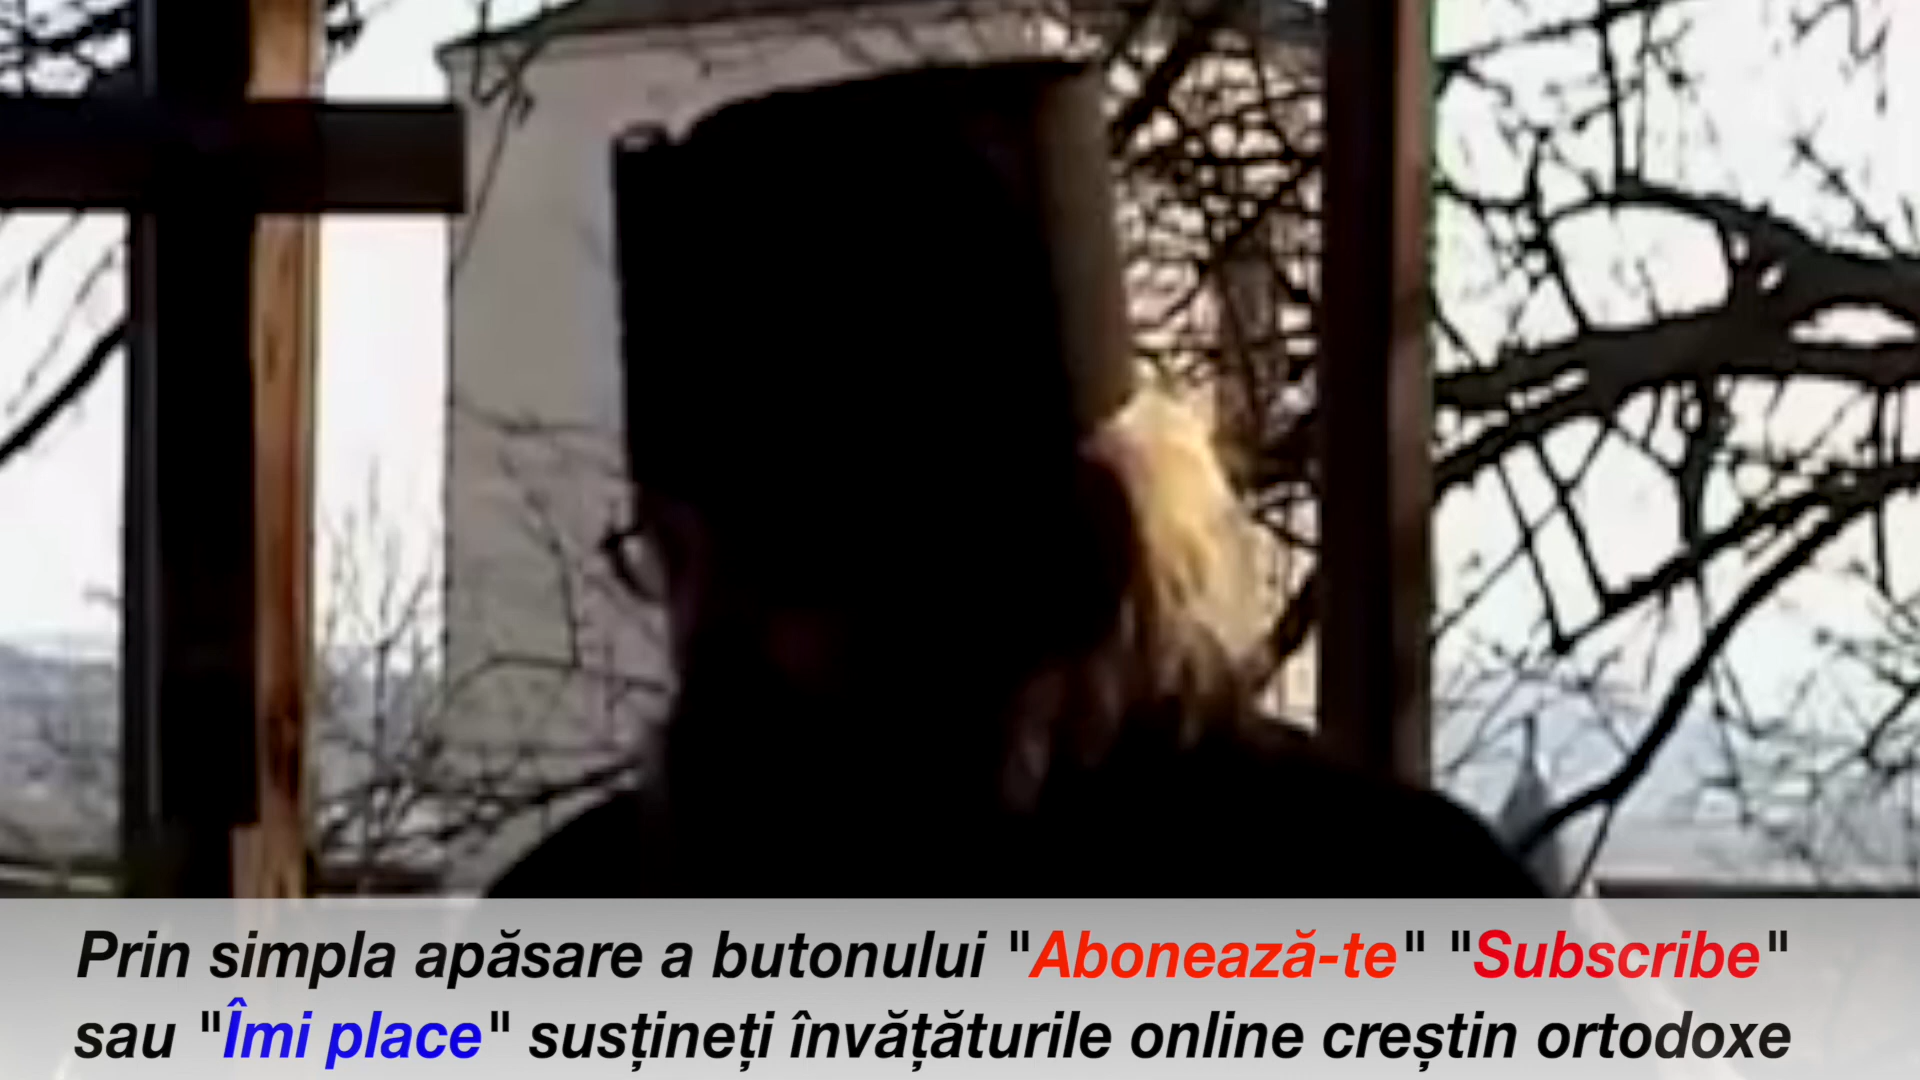 Prin simpla apăsare a butonului "Abonează-te" "Subscribe"
sau "Îmi place" susțineți învățăturile online creștin ortodoxe